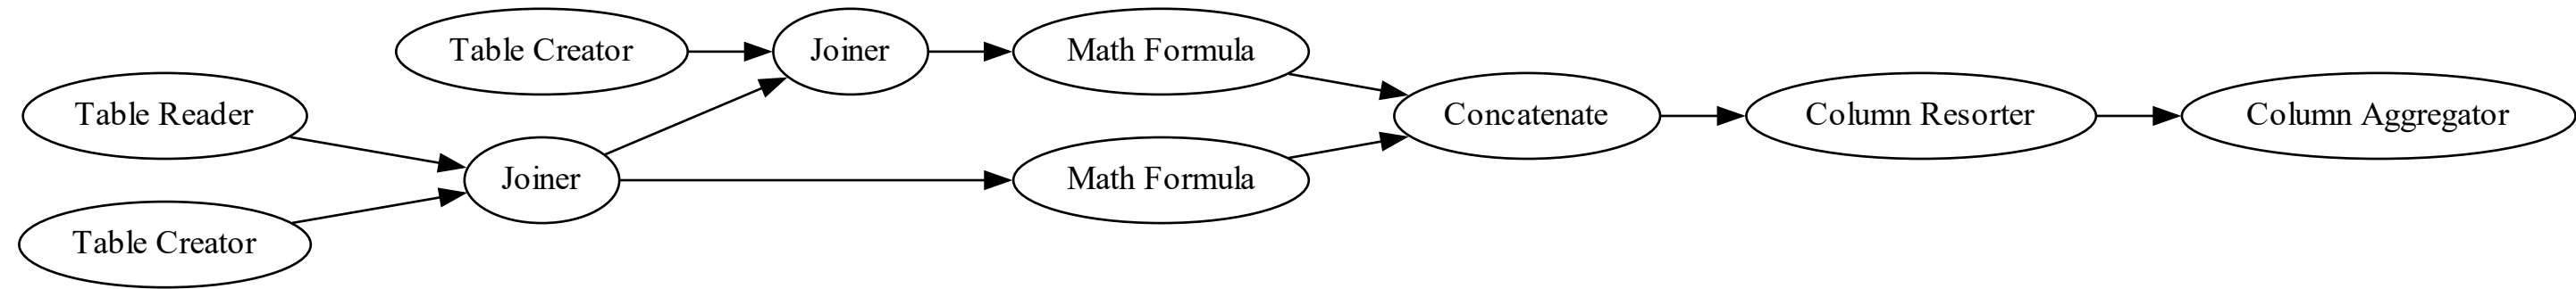 Table Creator
Joiner
Math Formula
Table Reader
Concatenate
Column Resorter
Column Aggregator
Joiner
Math Formula
Table Creator